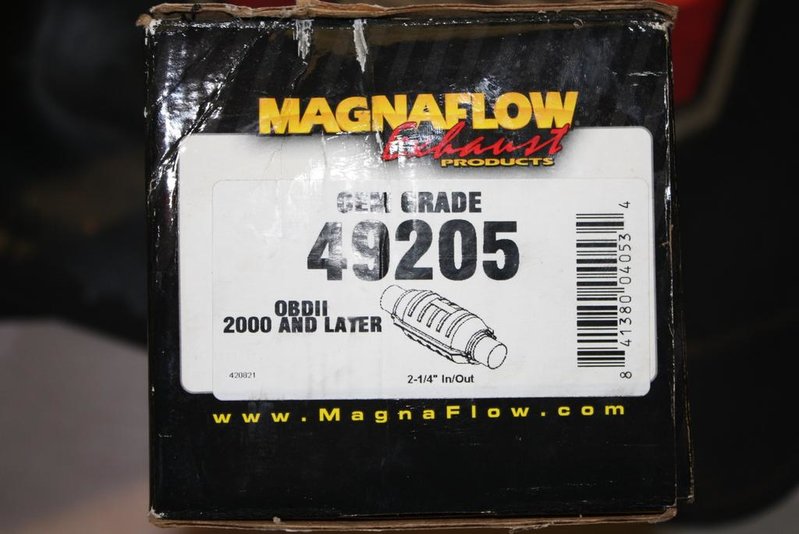 MAGNAFLOW
Exhaust
PRODUCTS
OEM GRADE
49205
OBDII
2000 AND LATER
420821
2-1/4" In/Out
8 41380 04053 4
www.MagnaFlow.com